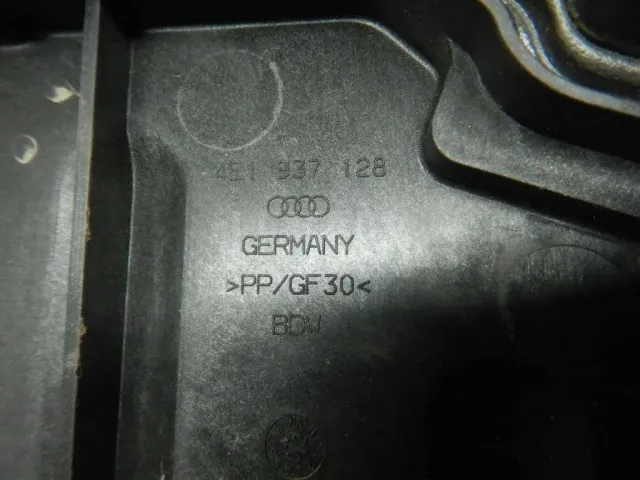 4E1 937 128
GERMANY
>PP/GF30<
BDW